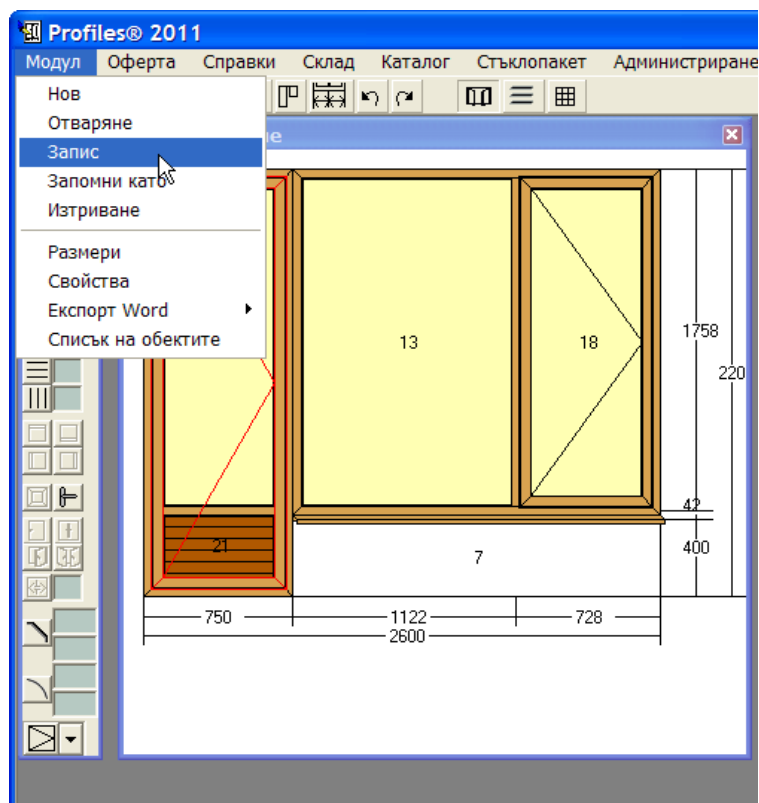 Profiles® 2011
Модул Оферта Справки Склад Каталог Стъклопакет Администриране
Нов
Отваряне
Запис
Запомни като
Изтриване
Размери
Свойства
Експорт Word
Списък на обектите
13
18
21
7
1758
220
42
400
750 1122 728
2600